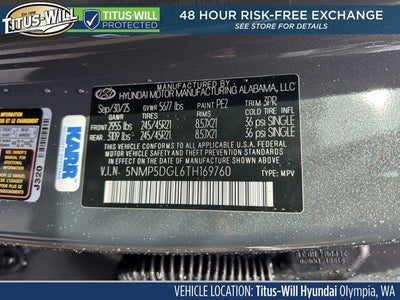 TITUS-WILL
TITUS-WILL
PROTECTED
48 HOUR RISK-FREE EXCHANGE
SEE STORE FOR DETAILS
MANUFACTURED BY
HYUNDAI MOTOR MANUFACTURING ALABAMA, LLC
Sep/30/25 GVWR 5677 lbs PAINT PE2 TRIM 3PR
GAWR TIRES RIMS COLD TIRE INFL
FRONT 2955 lbs 245/45R21 8.5JX21 36 psi SINGLE
REAR 3109 lbs 245/45R21 8.5JX21 36 psi SINGLE
THIS VEHICLE CONFORMS TO ALL APPLICABLE U.S.A.
FEDERAL MOTOR VEHICLE SAFETY, BUMPER, AND THEFT
PREVENTION STANDARDS IN EFFECT ON THE DATE OF
MANUFACTURE SHOWN ABOVE.
V.I.N: 5NMP5DGL6TH169760 TYPE: MPV
KARR
J320
VEHICLE LOCATION: Titus-Will Hyundai Olympia, WA